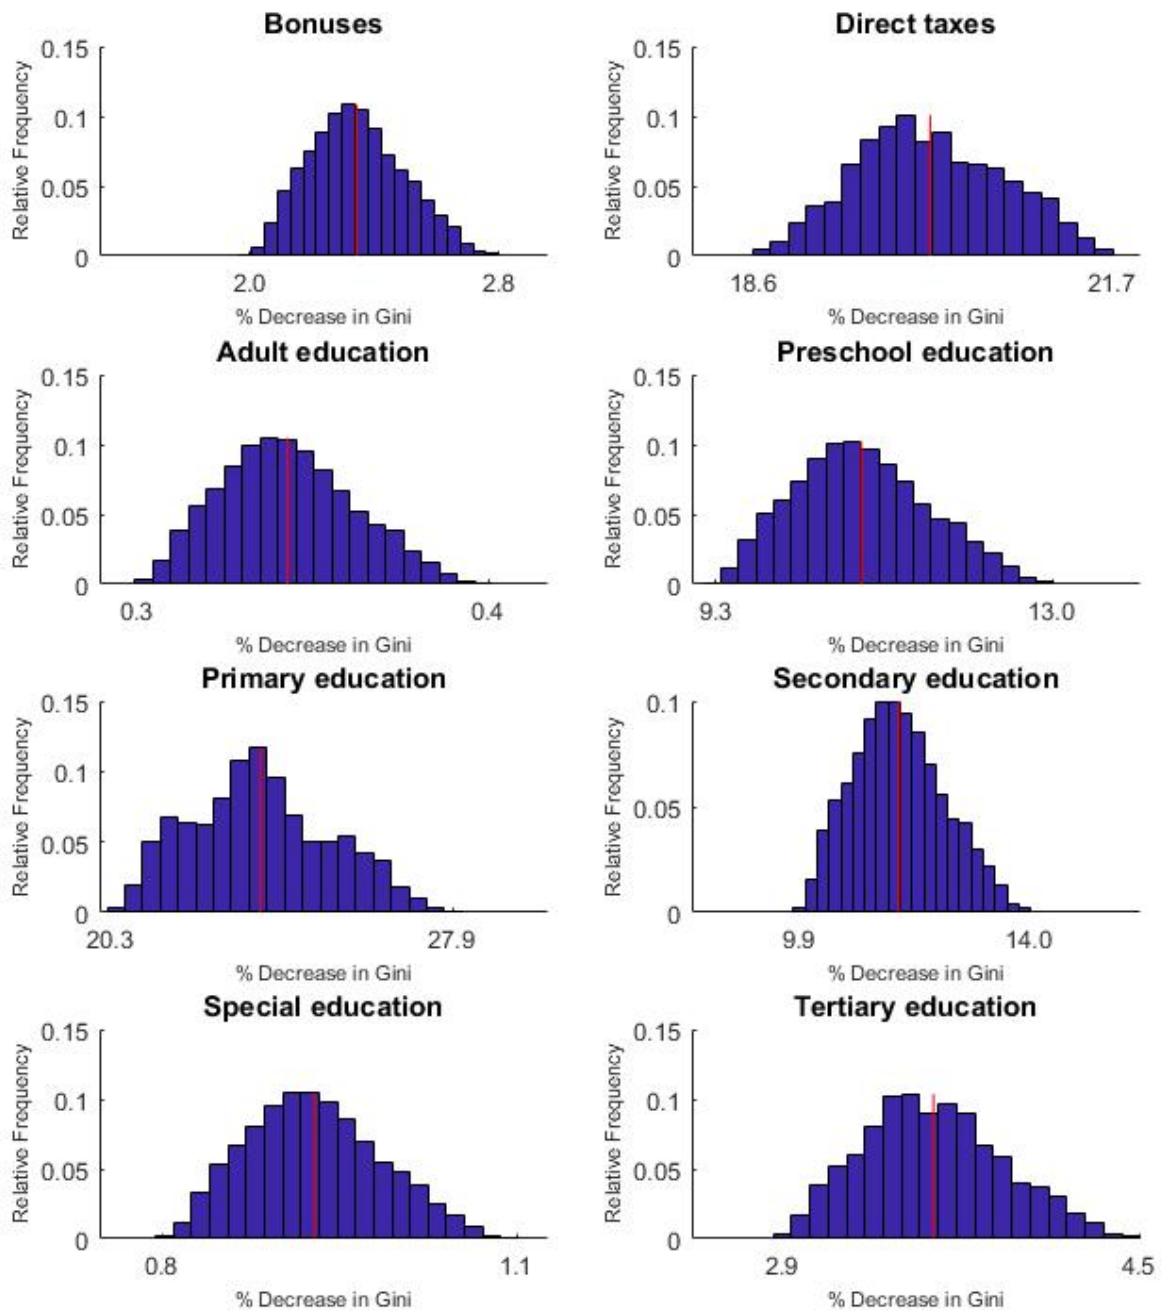 Bonuses
Relative Frequency
0.15
0.1
0.05
0
2.0 2.8
% Decrease in Gini
Direct taxes
Relative Frequency
0.15
0.1
0.05
0
18.6 21.7
% Decrease in Gini
Adult education
Relative Frequency
0.15
0.1
0.05
0
0.3 0.4
% Decrease in Gini
Preschool education
Relative Frequency
0.15
0.1
0.05
0
9.3 13.0
% Decrease in Gini
Primary education
Relative Frequency
0.15
0.1
0.05
0
20.3 27.9
% Decrease in Gini
Secondary education
Relative Frequency
0.1
0.05
0
9.9 14.0
% Decrease in Gini
Special education
Relative Frequency
0.15
0.1
0.05
0
0.8 1.1
% Decrease in Gini
Tertiary education
Relative Frequency
0.15
0.1
0.05
0
2.9 4.5
% Decrease in Gini